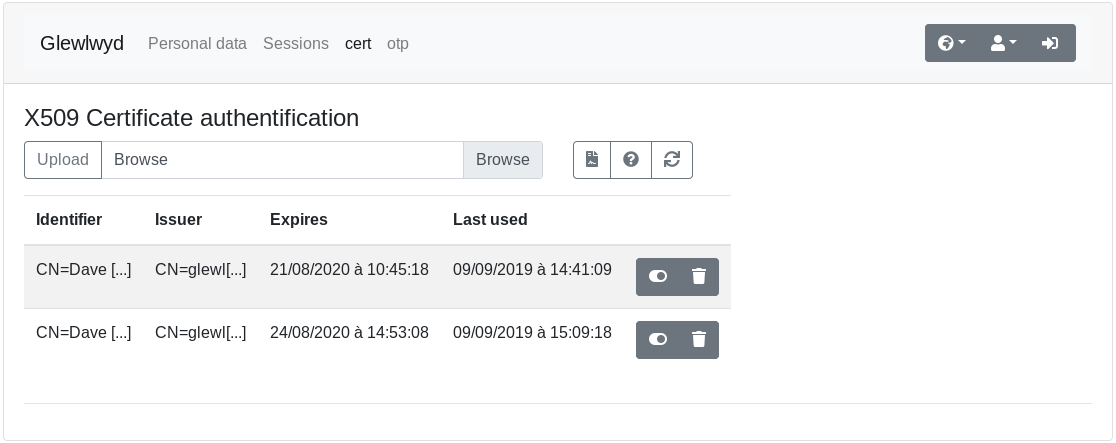 Glewlwyd Personal data Sessions cert otp
X509 Certificate authentification
Upload Browse Browse
Identifier Issuer Expires Last used
CN=Dave [...] CN=glewl[...] 21/08/2020 à 10:45:18 09/09/2019 à 14:41:09
CN=Dave [...] CN=glewl[...] 24/08/2020 à 14:53:08 09/09/2019 à 15:09:18